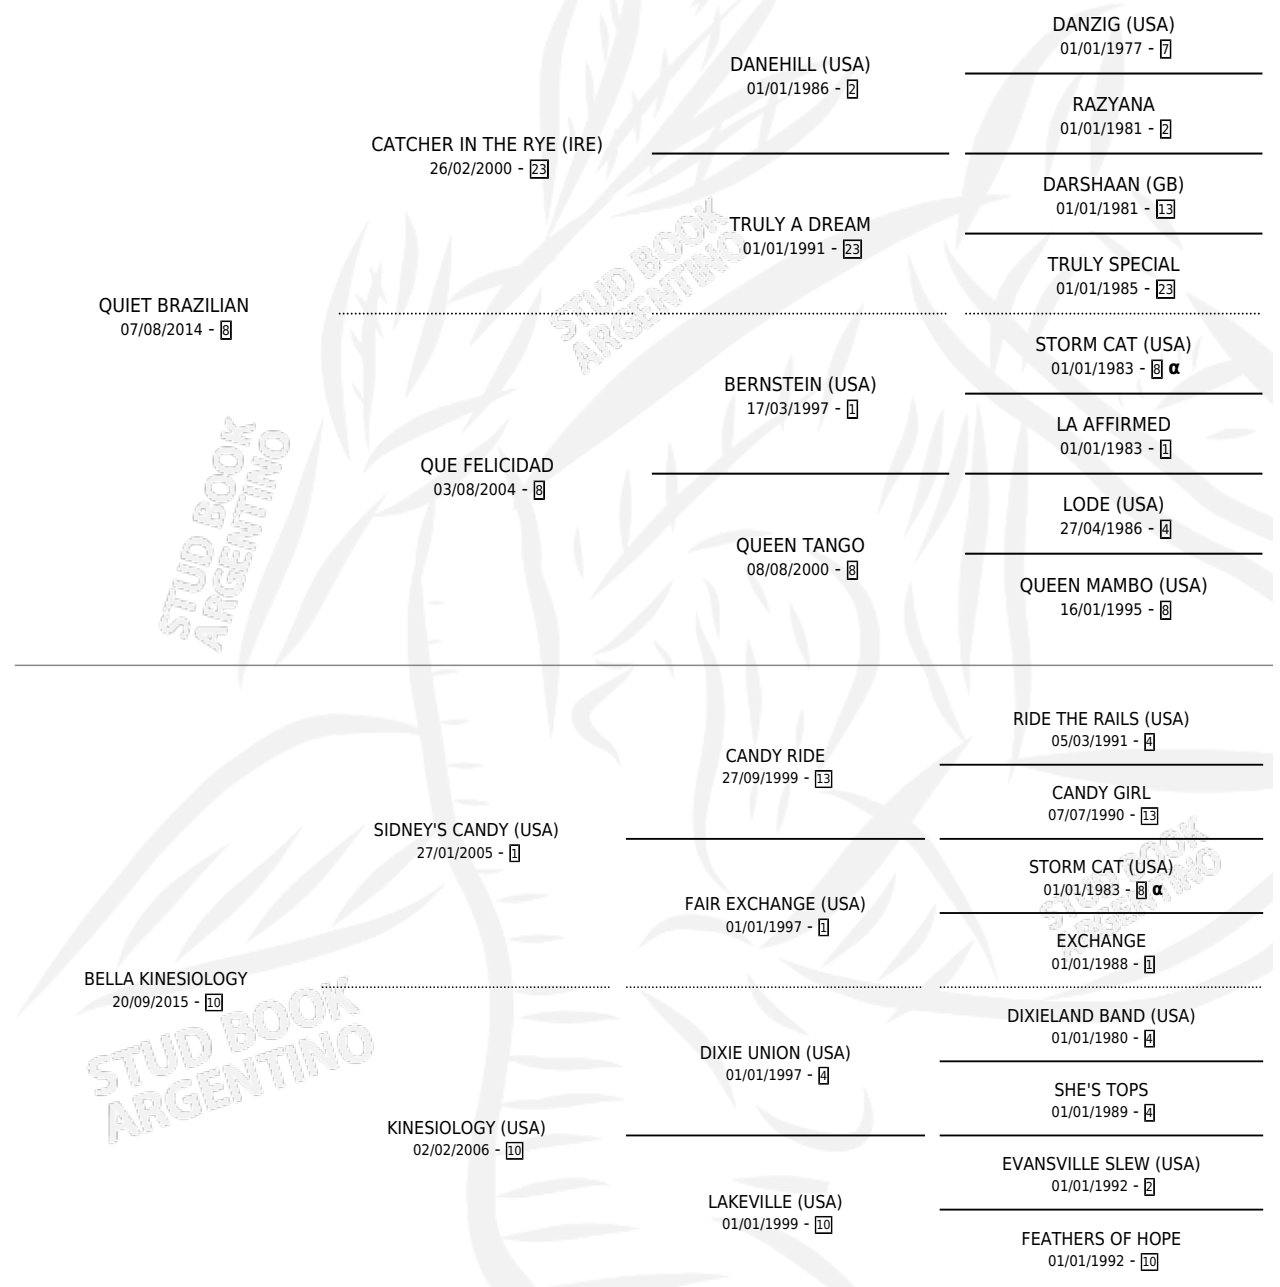 DANZIG (USA)
01/01/1977 - 7
DANEHILL (USA)
01/01/1986 - 2
RAZYANA
01/01/1981 - 2
CATCHER IN THE RYE (IRE)
26/02/2000 - 23
DARSHAAN (GB)
01/01/1981 - 13
TRULY A DREAM
01/01/1991 - 23
TRULY SPECIAL
01/01/1985 - 23
STUD BOOK
ARGENTINO
QUIET BRAZILIAN
07/08/2014 - 8
STORM CAT (USA)
01/01/1983 - 8 α
BERNSTEIN (USA)
17/03/1997 - 1
LA AFFIRMED
01/01/1983 - 1
QUE FELICIDAD
03/08/2004 - 8
LODE (USA)
27/04/1986 - 4
QUEEN TANGO
08/08/2000 - 8
QUEEN MAMBO (USA)
16/01/1995 - 8
STUD BOOK
ARGENTINO
RIDE THE RAILS (USA)
05/03/1991 - 4
CANDY RIDE
27/09/1999 - 13
CANDY GIRL
07/07/1990 - 13
SIDNEY'S CANDY (USA)
27/01/2005 - 1
STORM CAT (USA)
01/01/1983 - 8 α
FAIR EXCHANGE (USA)
01/01/1997 - 1
EXCHANGE
01/01/1988 - 1
STUD BOOK
ARGENTINO
BELLA KINESIOLOGY
20/09/2015 - 10
DIXIELAND BAND (USA)
01/01/1980 - 4
DIXIE UNION (USA)
01/01/1997 - 4
SHE'S TOPS
01/01/1989 - 4
KINESIOLOGY (USA)
02/02/2006 - 10
EVANSVILLE SLEW (USA)
01/01/1992 - 2
LAKEVILLE (USA)
01/01/1999 - 10
FEATHERS OF HOPE
01/01/1992 - 10
STUD BOOK
ARGENTINO